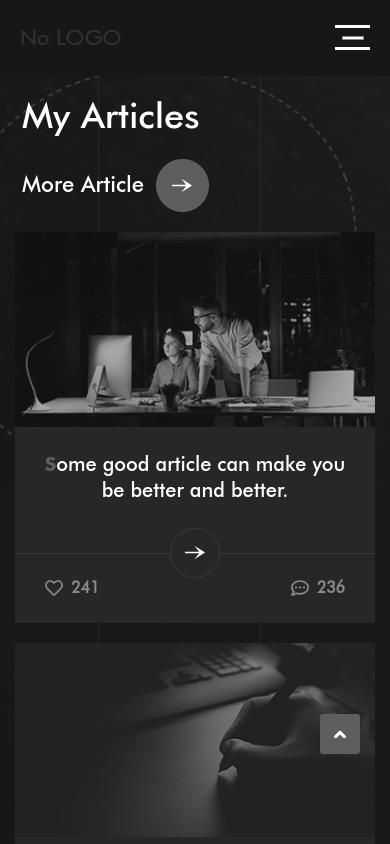 No LOGO
My Articles
More Article
Some good article can make you
be better and better.
241
236